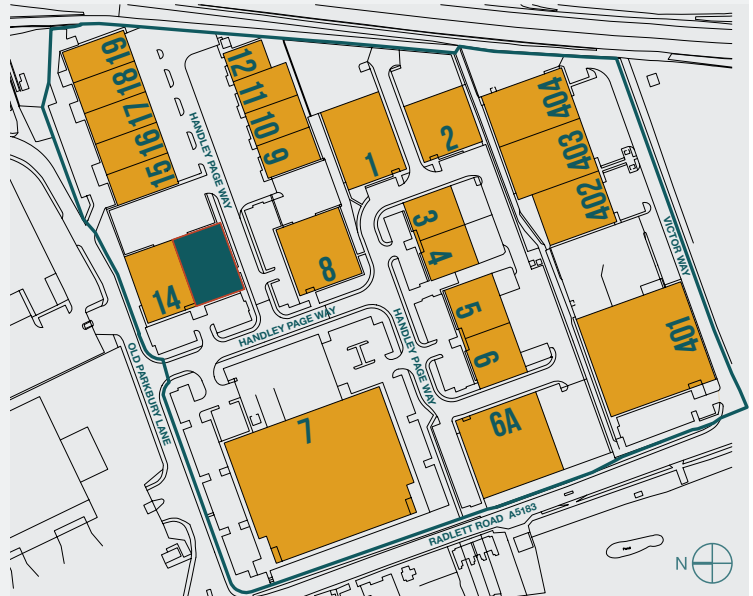 19
18
17
16
15
12
11
10
9
HANDLEY PAGE WAY
1
2
404
403
402
3
4
VICTOR WAY
8
14
HANDLEY PAGE WAY
HANDLEY PAGE WAY
5
6
401
OLD PARKBURY LANE
7
6A
RADLETT ROAD A5183
Pond
N